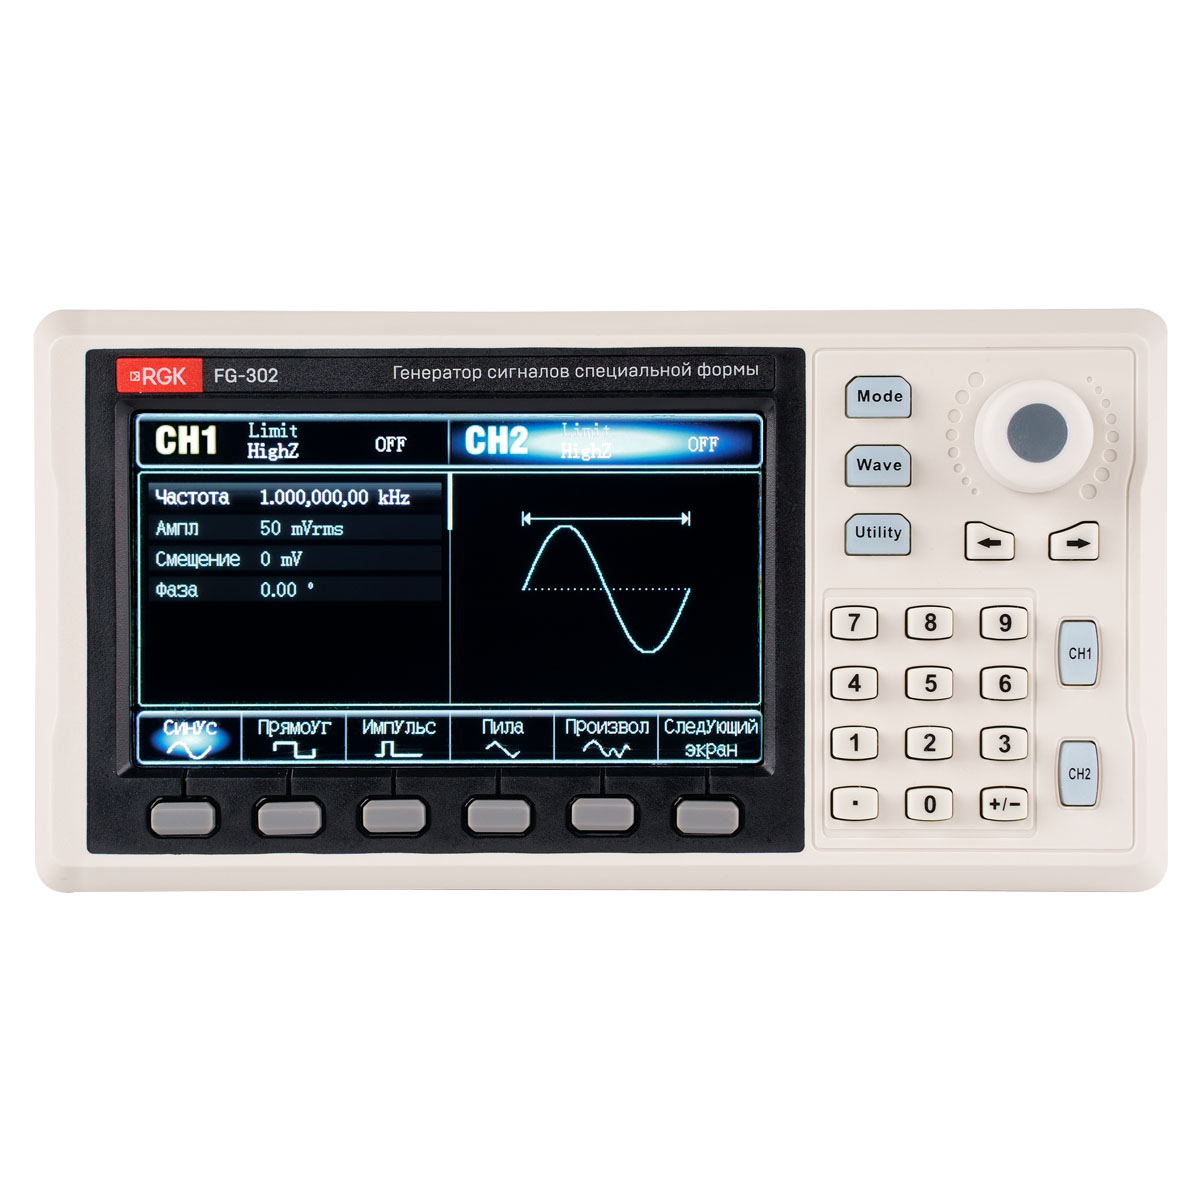 RGK FG-302 Генератор сигналов специальной формы
CH1 Limit HighZ OFF
CH2 Limit HighZ OFF
Частота 1.000,000,00 kHz
Ампл 50 mVrms
Смещение 0 mV
Фаза 0.00 °
Синус Прямоуг Импульс Пила Произвол Следующий экран
Mode
Wave
Utility
7 8 9
4 5 6
1 2 3
. 0 +/-
CH1
CH2